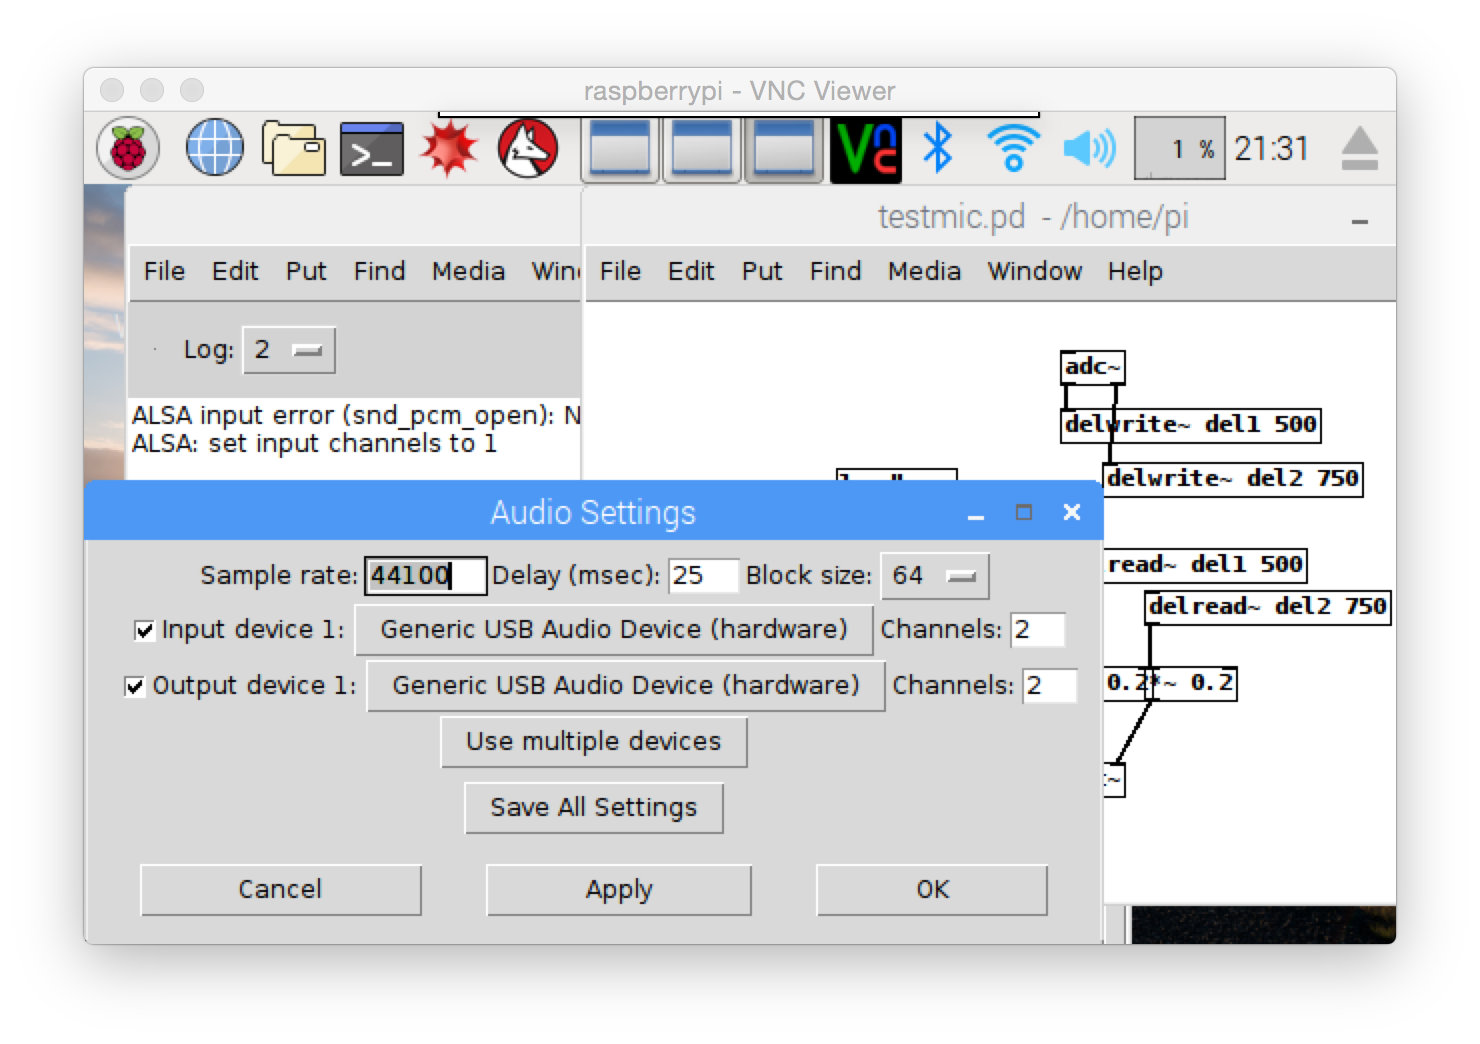 raspberrypi - VNC Viewer
1 % 21:31
testmic.pd - /home/pi
File Edit Put Find Media
File Edit Put Find Media Window Help
Log: 2
ALSA input error (snd_pcm_open): N
ALSA: set input channels to 1
adc~
delwrite~ del1 500
delwrite~ del2 750
read~ del1 500
delread~ del2 750
0.2
*~ 0.2
Audio Settings
Sample rate: 44100 Delay (msec): 25 Block size: 64
Input device 1: Generic USB Audio Device (hardware) Channels: 2
Output device 1: Generic USB Audio Device (hardware) Channels: 2
Use multiple devices
Save All Settings
Cancel Apply OK